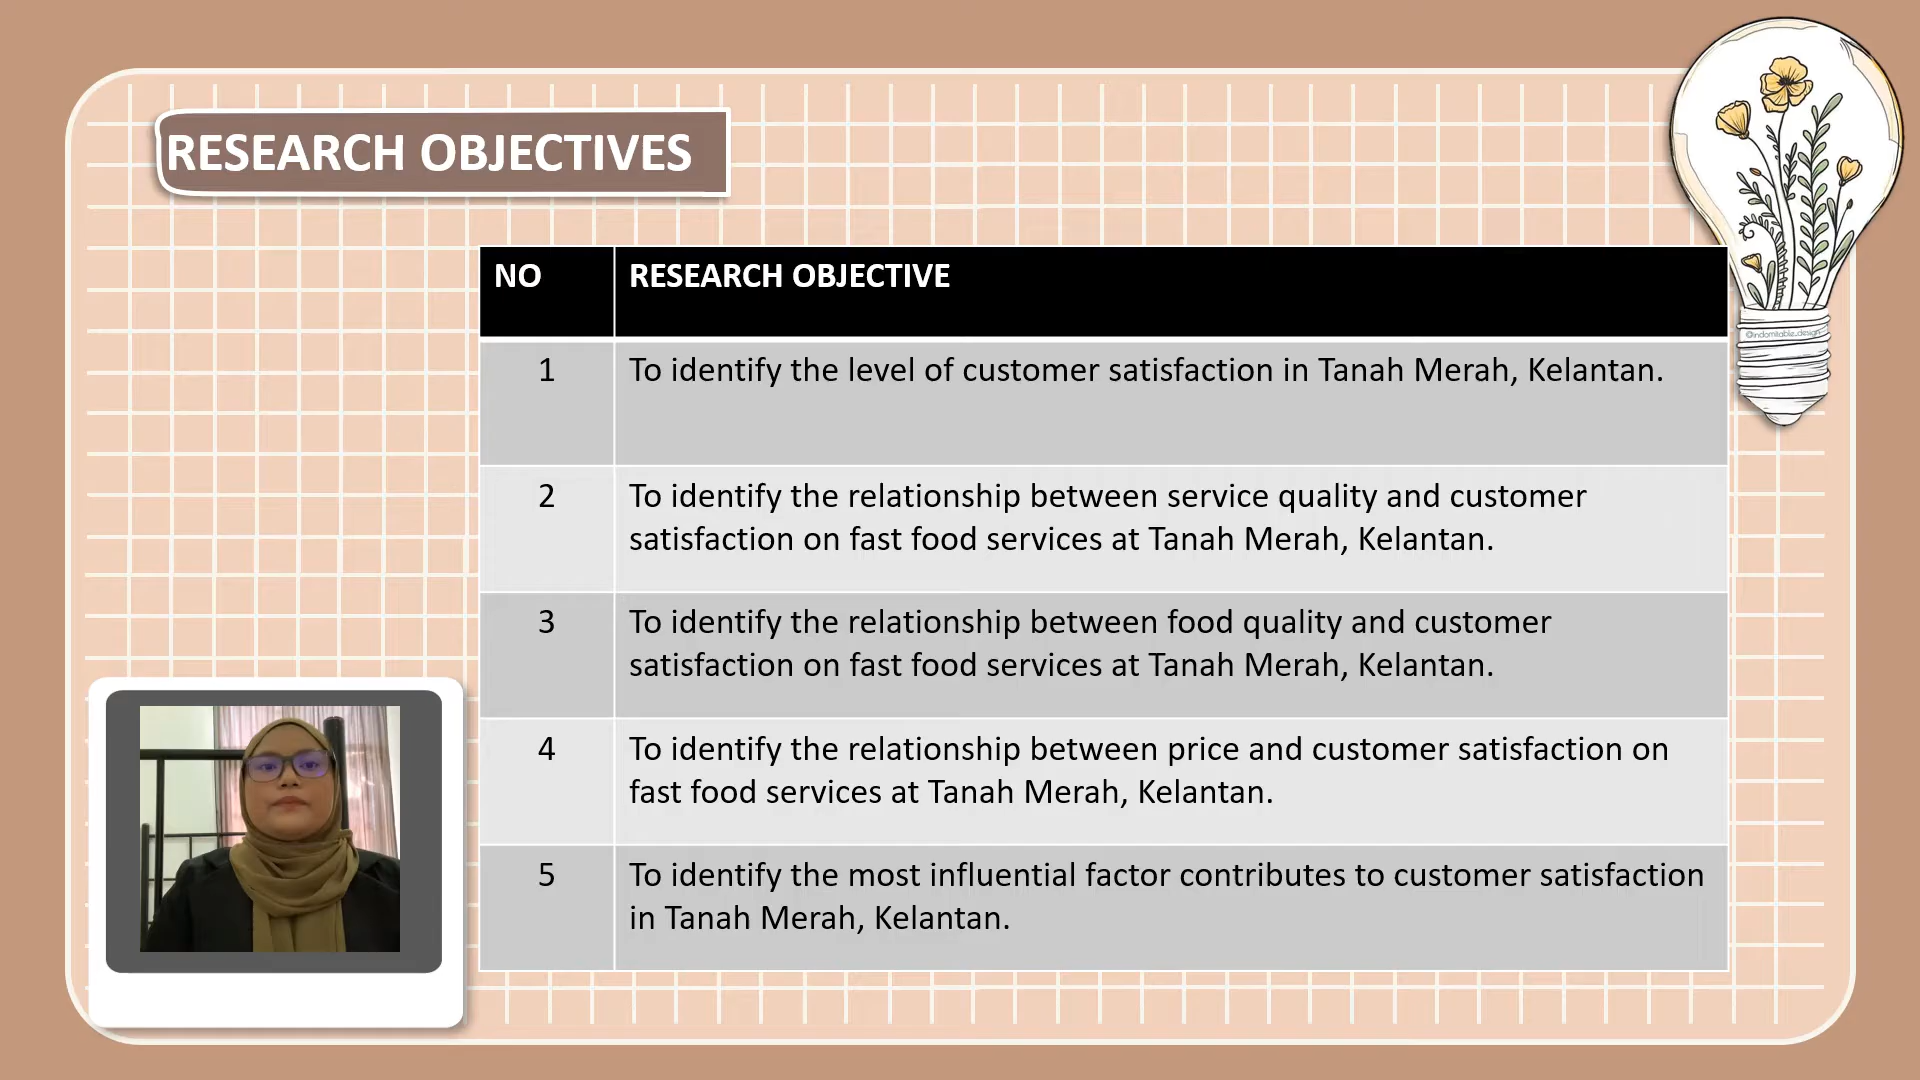 RESEARCH OBJECTIVES
NO
RESEARCH OBJECTIVE
1
To identify the level of customer satisfaction in Tanah Merah, Kelantan.
2
To identify the relationship between service quality and customer
satisfaction on fast food services at Tanah Merah, Kelantan.
3
To identify the relationship between food quality and customer
satisfaction on fast food services at Tanah Merah, Kelantan.
4
To identify the relationship between price and customer satisfaction on
fast food services at Tanah Merah, Kelantan.
5
To identify the most influential factor contributes to customer satisfaction
in Tanah Merah, Kelantan.
@indomitable_design